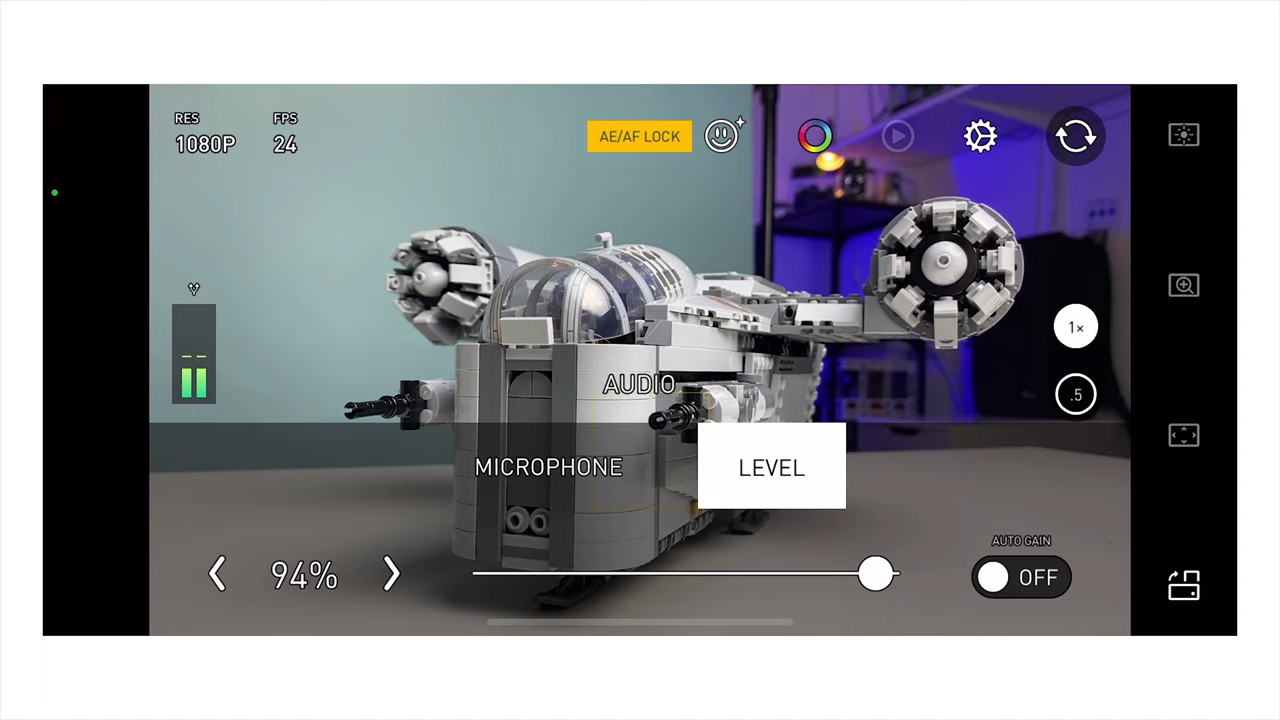 RES
FPS
1080P
24
AE/AF LOCK
1×
.5
AUDIO
MICROPHONE
LEVEL
AUTO GAIN
94%
OFF